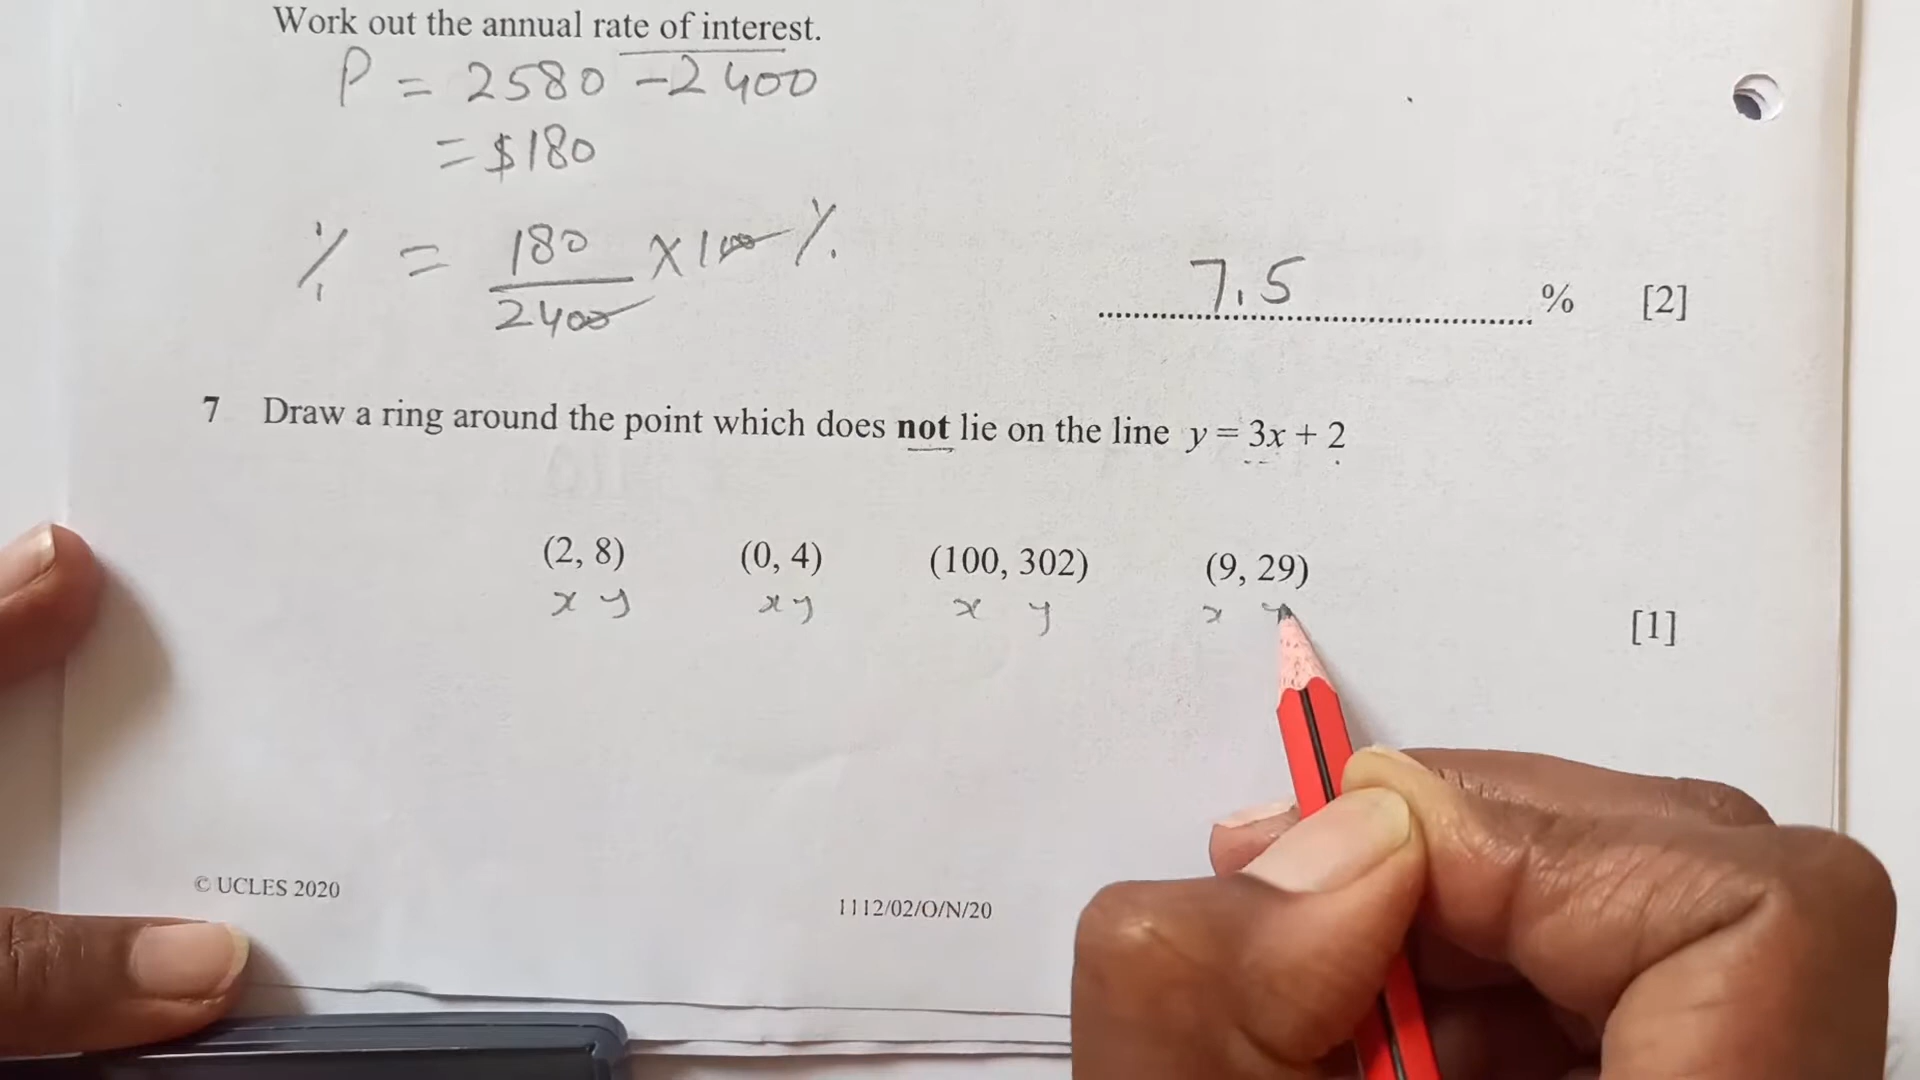 Work out the annual rate of interest.
P = 2580 - 2400
= $180
% = 180/2400 × 100 %
7.5 % [2]
7 Draw a ring around the point which does not lie on the line y = 3x + 2
(2, 8) (0, 4) (100, 302) (9, 29)
x y x y x y x y
[1]
© UCLES 2020
1112/02/O/N/20